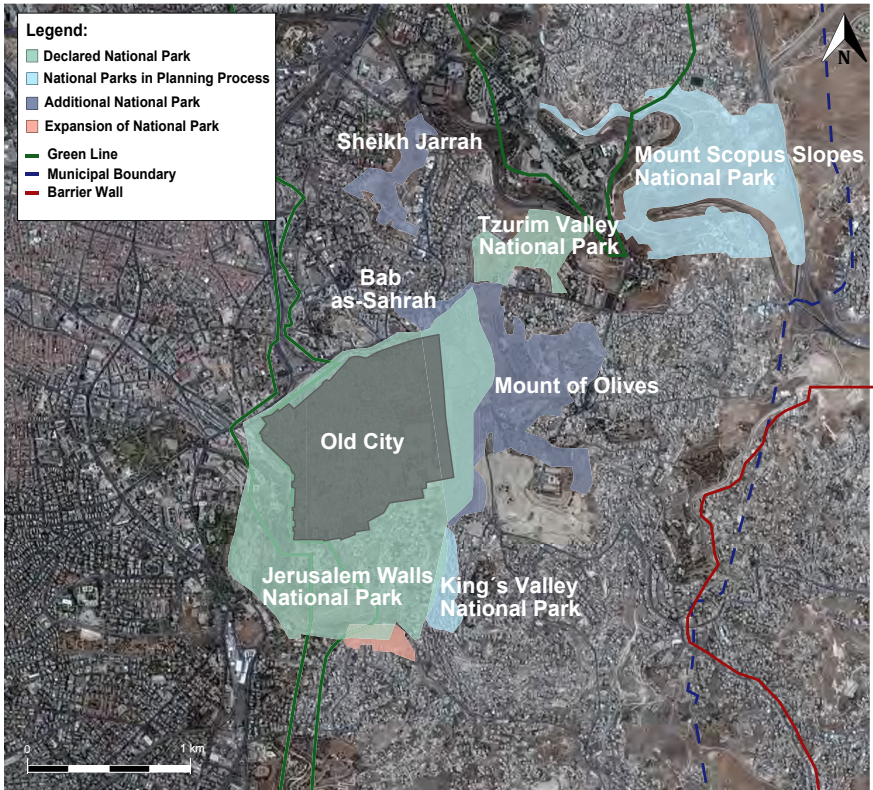 Legend:
Declared National Park
National Parks in Planning Process
Additional National Park
Expansion of National Park
Green Line
Municipal Boundary
Barrier Wall
N
Sheikh Jarrah
Mount Scopus Slopes
National Park
Tzurim Valley
National Park
Bab
as-Sahrah
Mount of Olives
Old City
Jerusalem Walls
National Park
King´s Valley
National Park
0
1 km